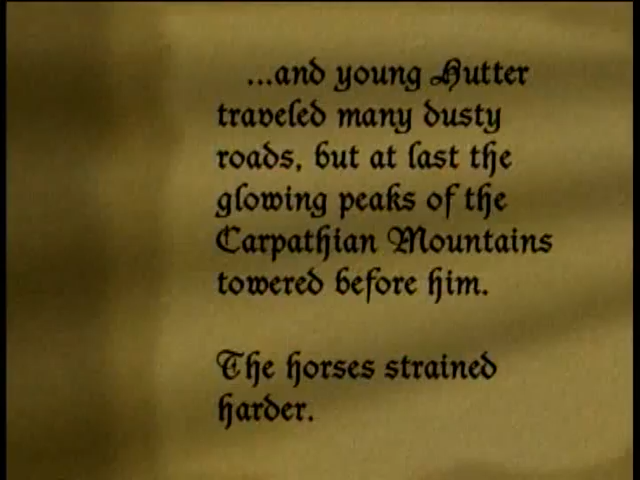 ...and young Hutter
traveled many dusty
roads, but at last the
glowing peaks of the
Carpathian Mountains
towered before him.
The horses strained
harder.